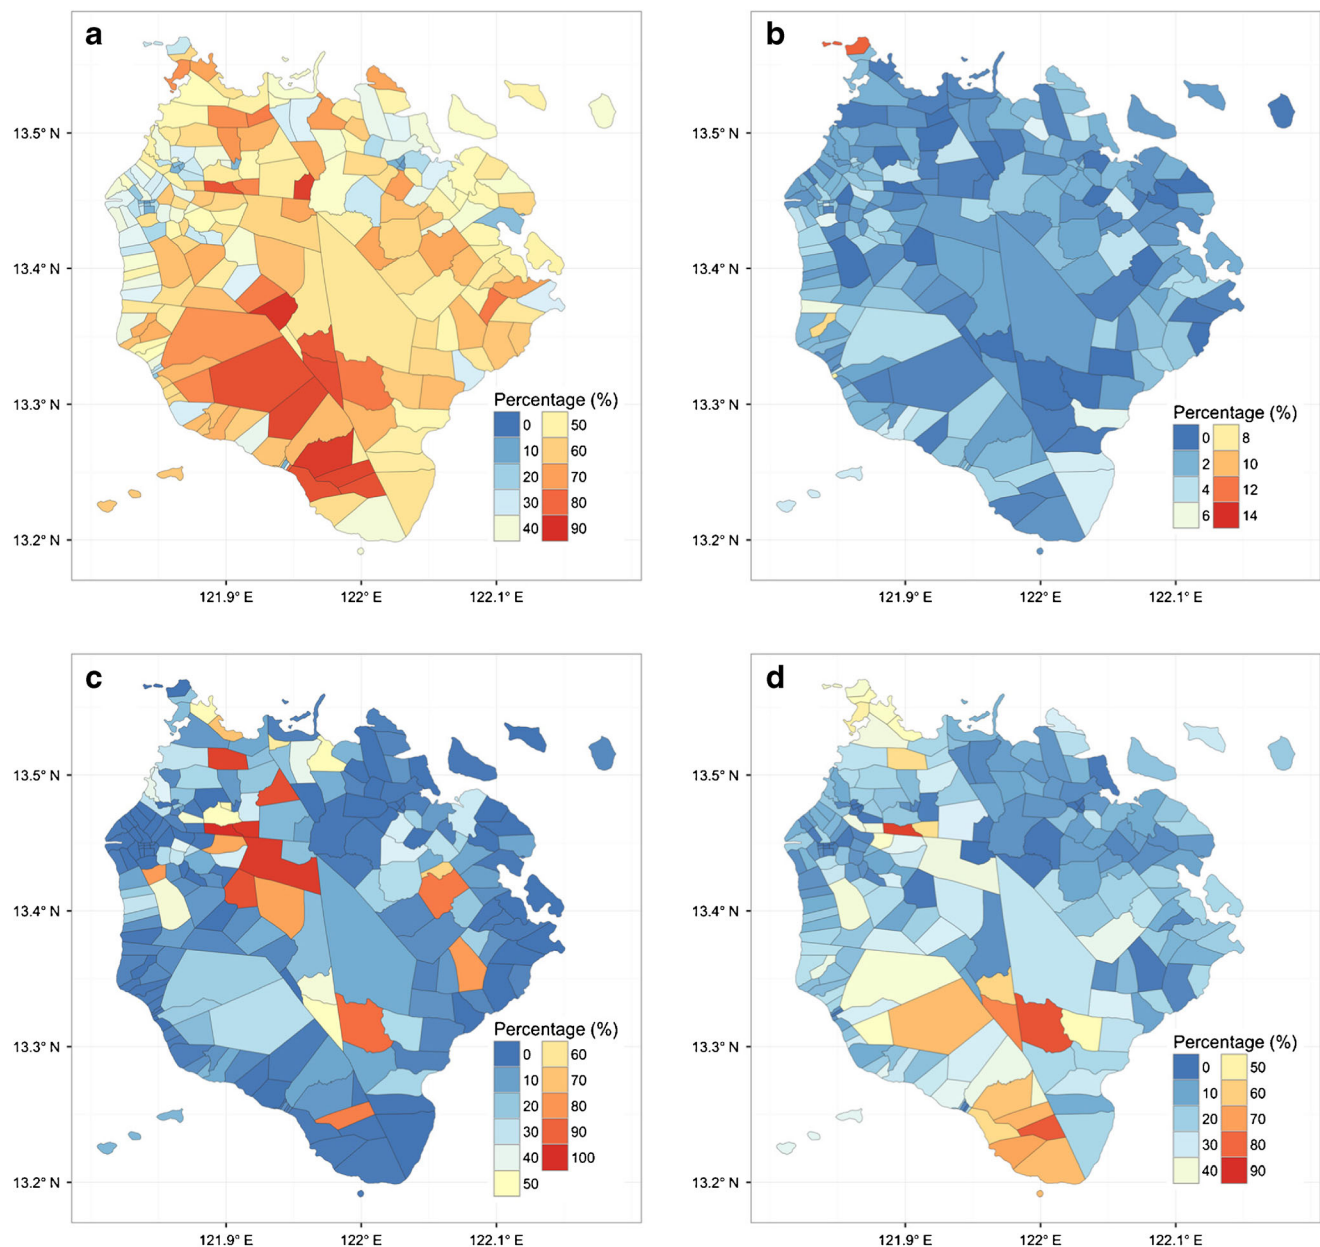 a
13.5° N
13.4° N
13.3° N
13.2° N
121.9° E 122° E 122.1° E
Percentage (%)
0 50
10 60
20 70
30 80
40 90
b
13.5° N
13.4° N
13.3° N
13.2° N
121.9° E 122° E 122.1° E
Percentage (%)
0 8
2 10
4 12
6 14
c
13.5° N
13.4° N
13.3° N
13.2° N
121.9° E 122° E 122.1° E
Percentage (%)
0 60
10 70
20 80
30 90
40 100
50
d
13.5° N
13.4° N
13.3° N
13.2° N
121.9° E 122° E 122.1° E
Percentage (%)
0 50
10 60
20 70
30 80
40 90